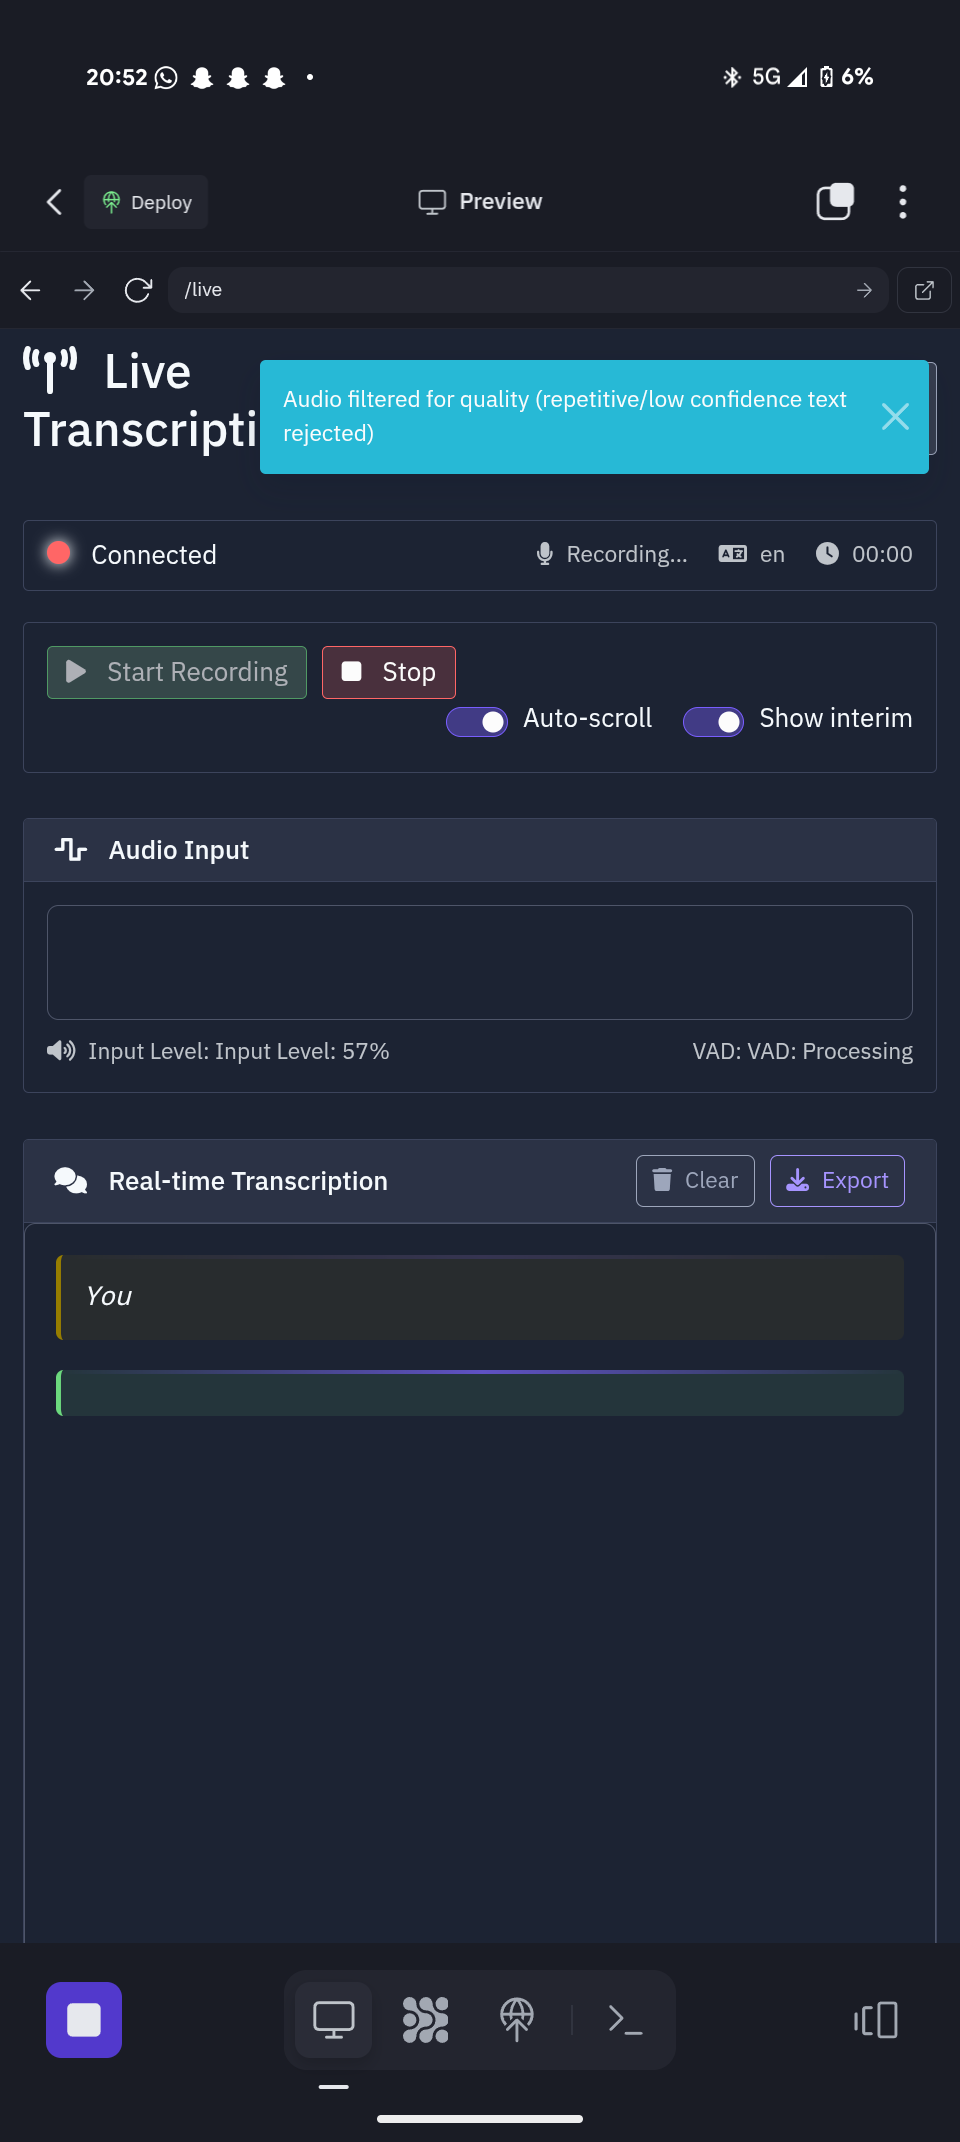 20:52 5G 6%
Deploy Preview
/live
Live
Transcripti
Audio filtered for quality (repetitive/low confidence text
rejected)
Connected Recording... en 00:00
Start Recording Stop
Auto-scroll Show interim
Audio Input
Input Level: Input Level: 57% VAD: VAD: Processing
Real-time Transcription Clear Export
You